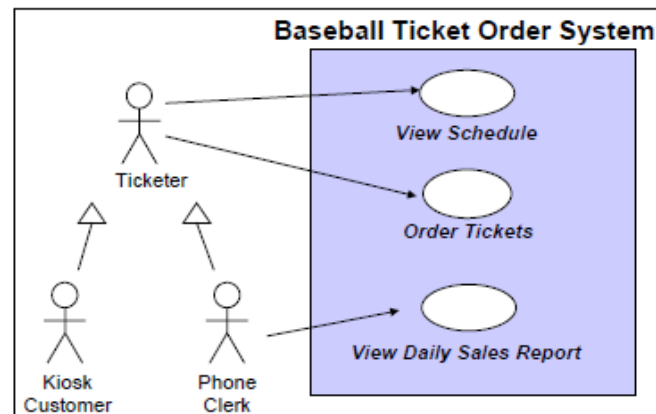 Baseball Ticket Order System
View Schedule
Ticketer
Order Tickets
View Daily Sales Report
Kiosk
Customer
Phone
Clerk